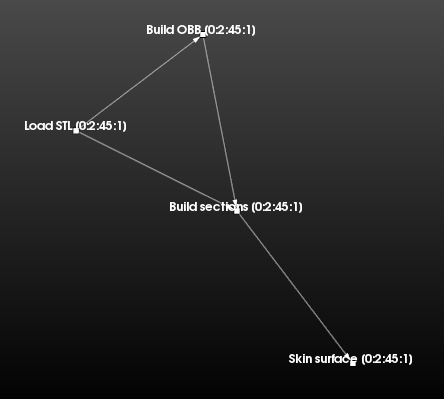 Build OBB (0:2:45:1)
Load STL (0:2:45:1)
Build sections (0:2:45:1)
Skin surface (0:2:45:1)